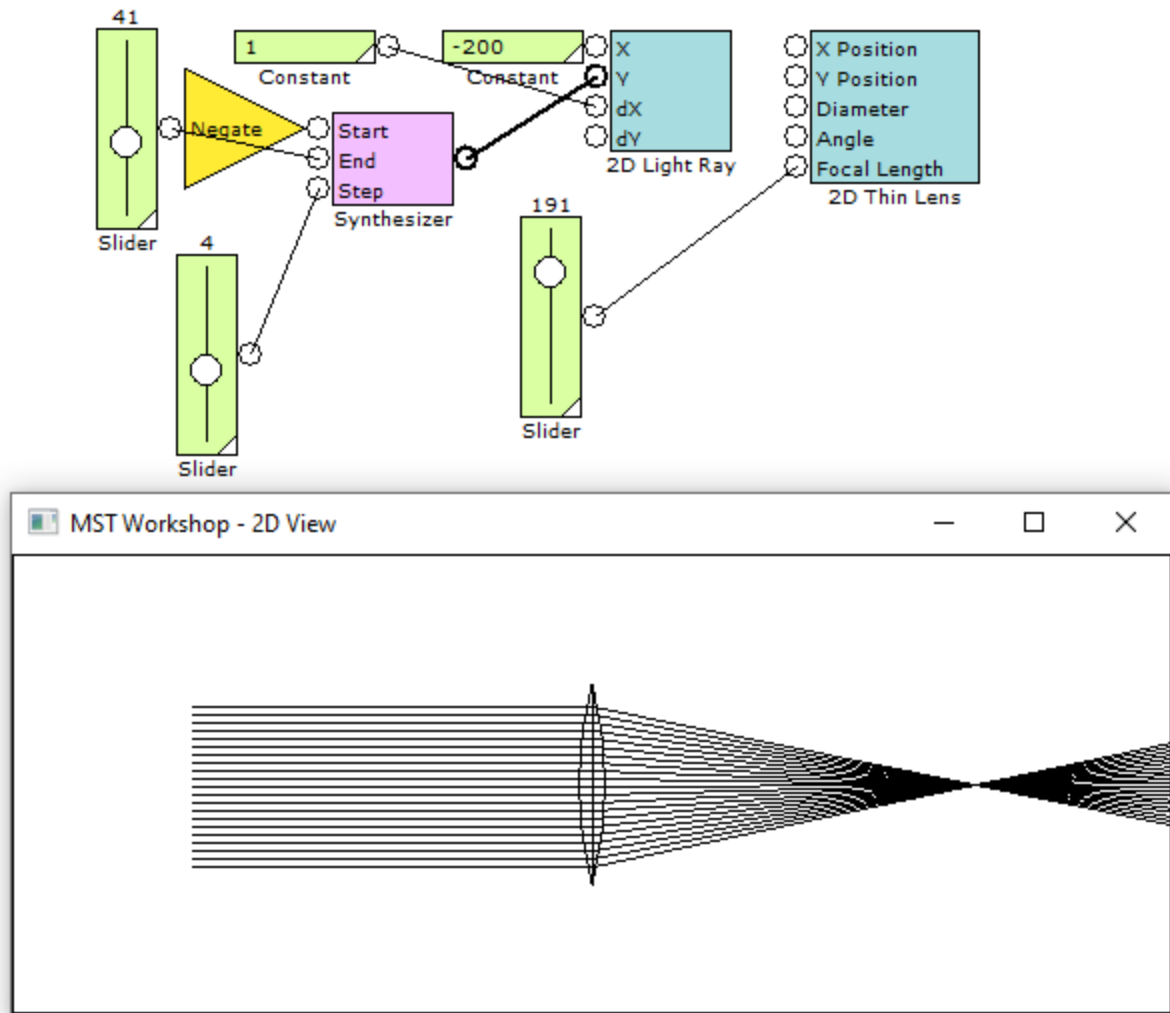 41
1
Constant
-200
Constant
X
Y
dX
dY
2D Light Ray
X Position
Y Position
Diameter
Angle
Focal Length
2D Thin Lens
Negate
Start
End
Step
Synthesizer
Slider
4
Slider
191
Slider
MST Workshop - 2D View